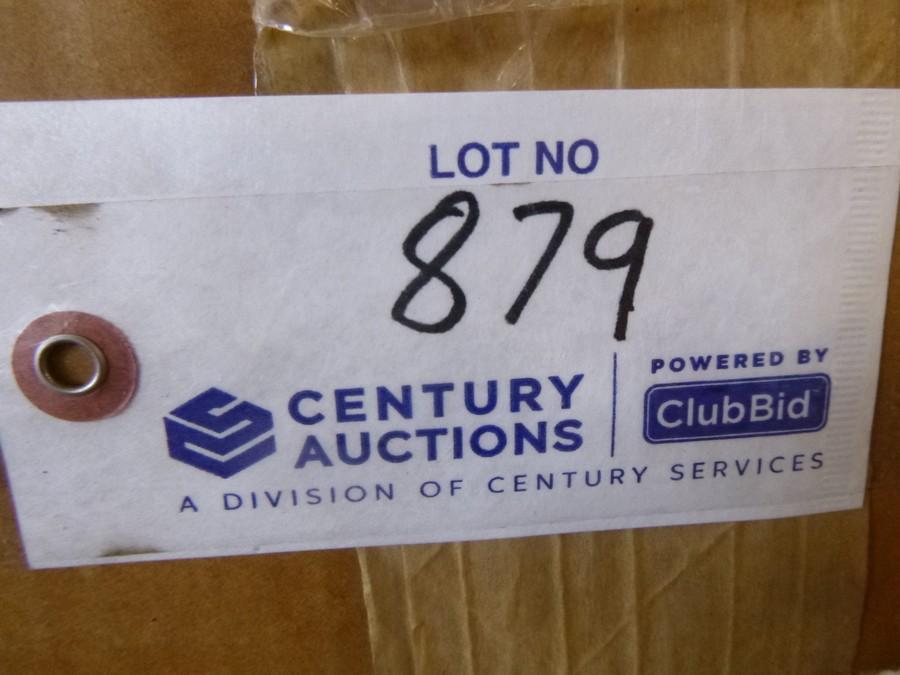 LOT NO
879
CENTURY
AUCTIONS
POWERED BY
ClubBid
A DIVISION OF CENTURY SERVICES